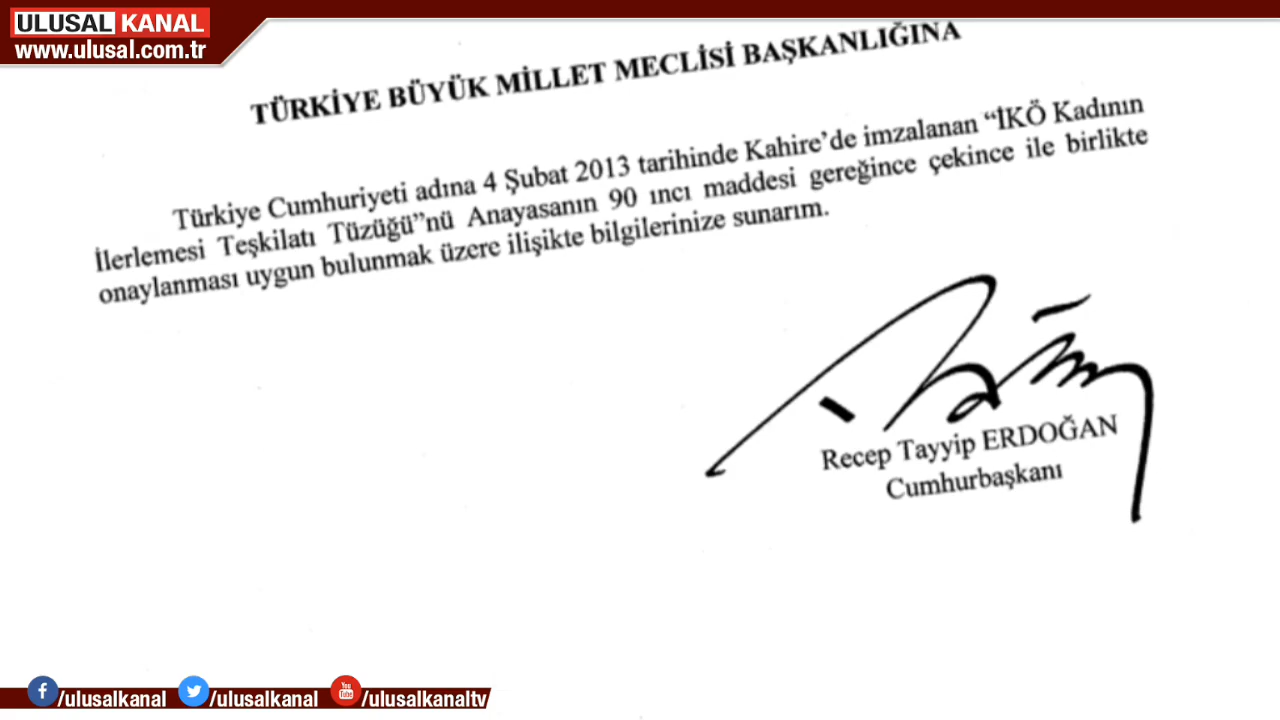 ULUSAL KANAL
www.ulusal.com.tr
TÜRKİYE BÜYÜK MİLLET MECLİSİ BAŞKANLIĞINA
Türkiye Cumhuriyeti adına 4 Şubat 2013 tarihinde Kahire’de imzalanan “İKÖ Kadının
İlerlemesi Teşkilatı Tüzüğü”nü Anayasanın 90 ıncı maddesi gereğince çekince ile birlikte
onaylanması uygun bulunmak üzere ilişikte bilgilerinize sunarım.
Recep Tayyip ERDOĞAN
Cumhurbaşkanı
/ulusalkanal /ulusalkanal You Tube /ulusalkanaltv